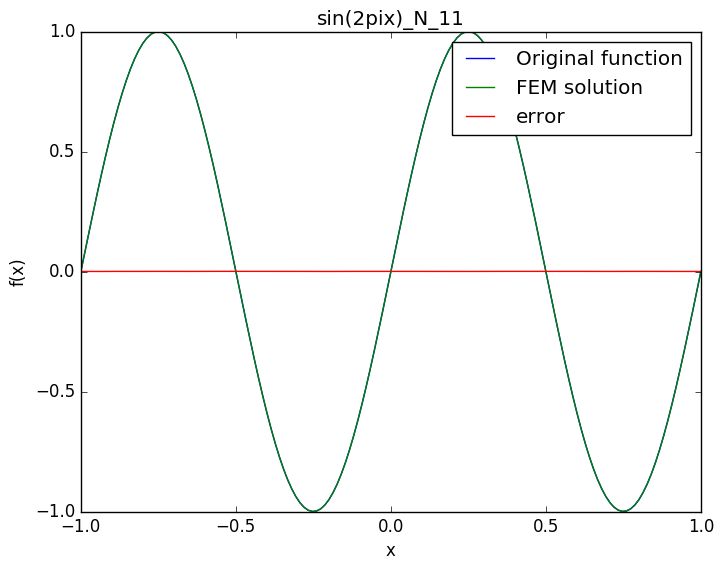 sin(2pix)_N_11
Original function
FEM solution
error
1.0
0.5
0.0
−0.5
−1.0
f(x)
−1.0 −0.5 0.0 0.5 1.0
x